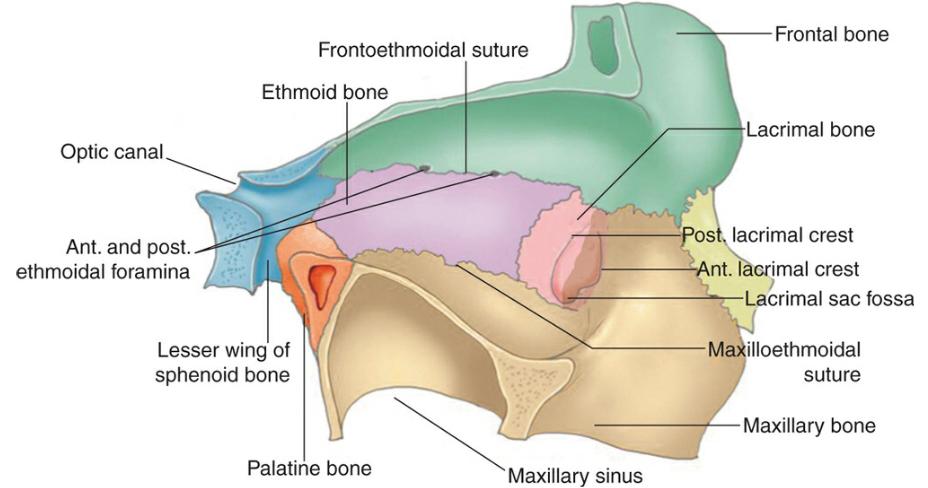 Frontal bone
Frontoethmoidal suture
Ethmoid bone
Lacrimal bone
Optic canal
Post. lacrimal crest
Ant. and post.
ethmoidal foramina
Ant. lacrimal crest
Lacrimal sac fossa
Lesser wing of
sphenoid bone
Maxilloethmoidal
suture
Maxillary bone
Palatine bone
Maxillary sinus